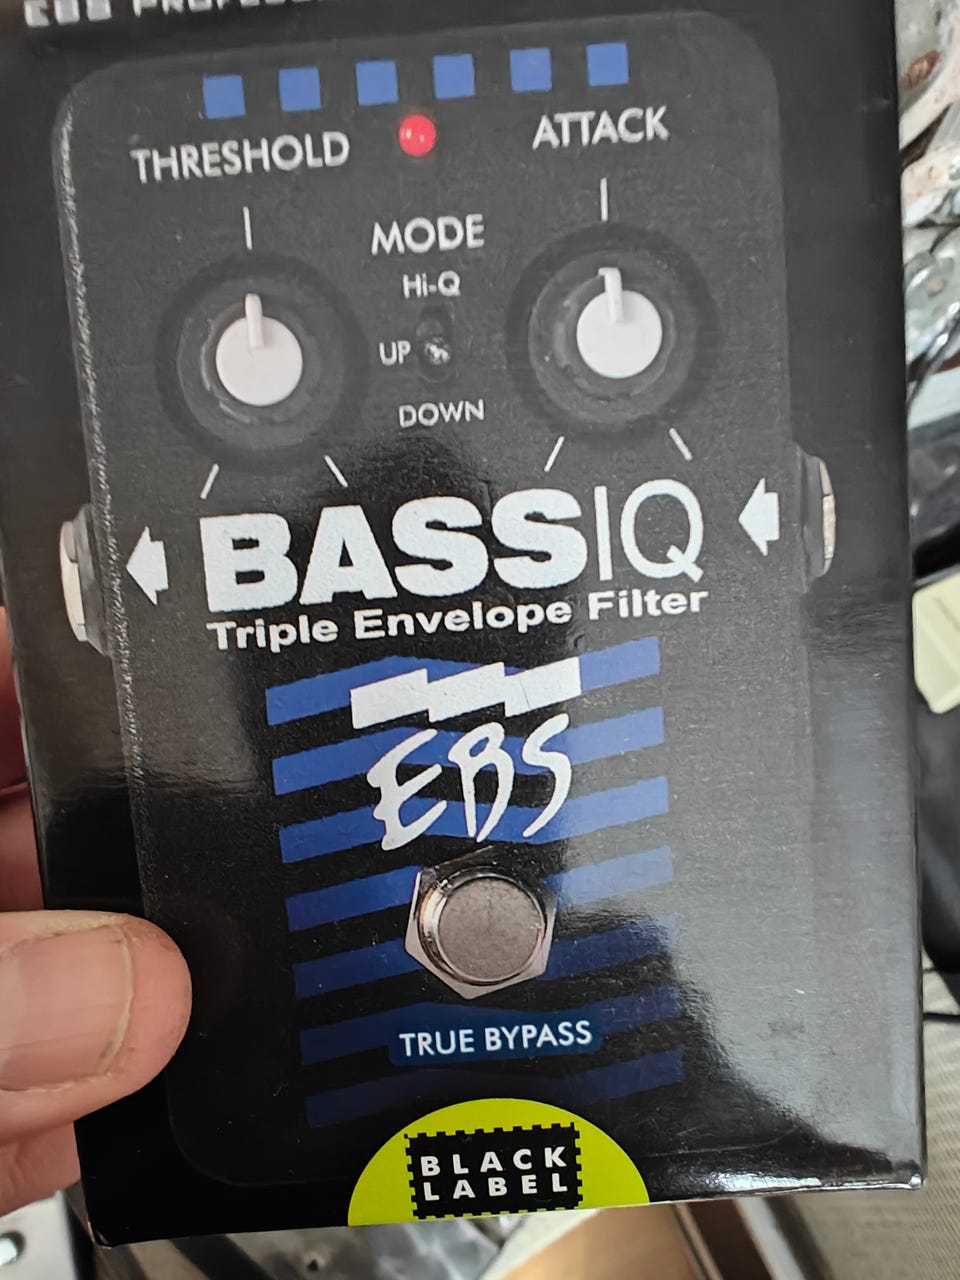 THRESHOLD
ATTACK
MODE
Hi-Q
UP
DOWN
BASSIQ
Triple Envelope Filter
EBS
TRUE BYPASS
BLACK
LABEL